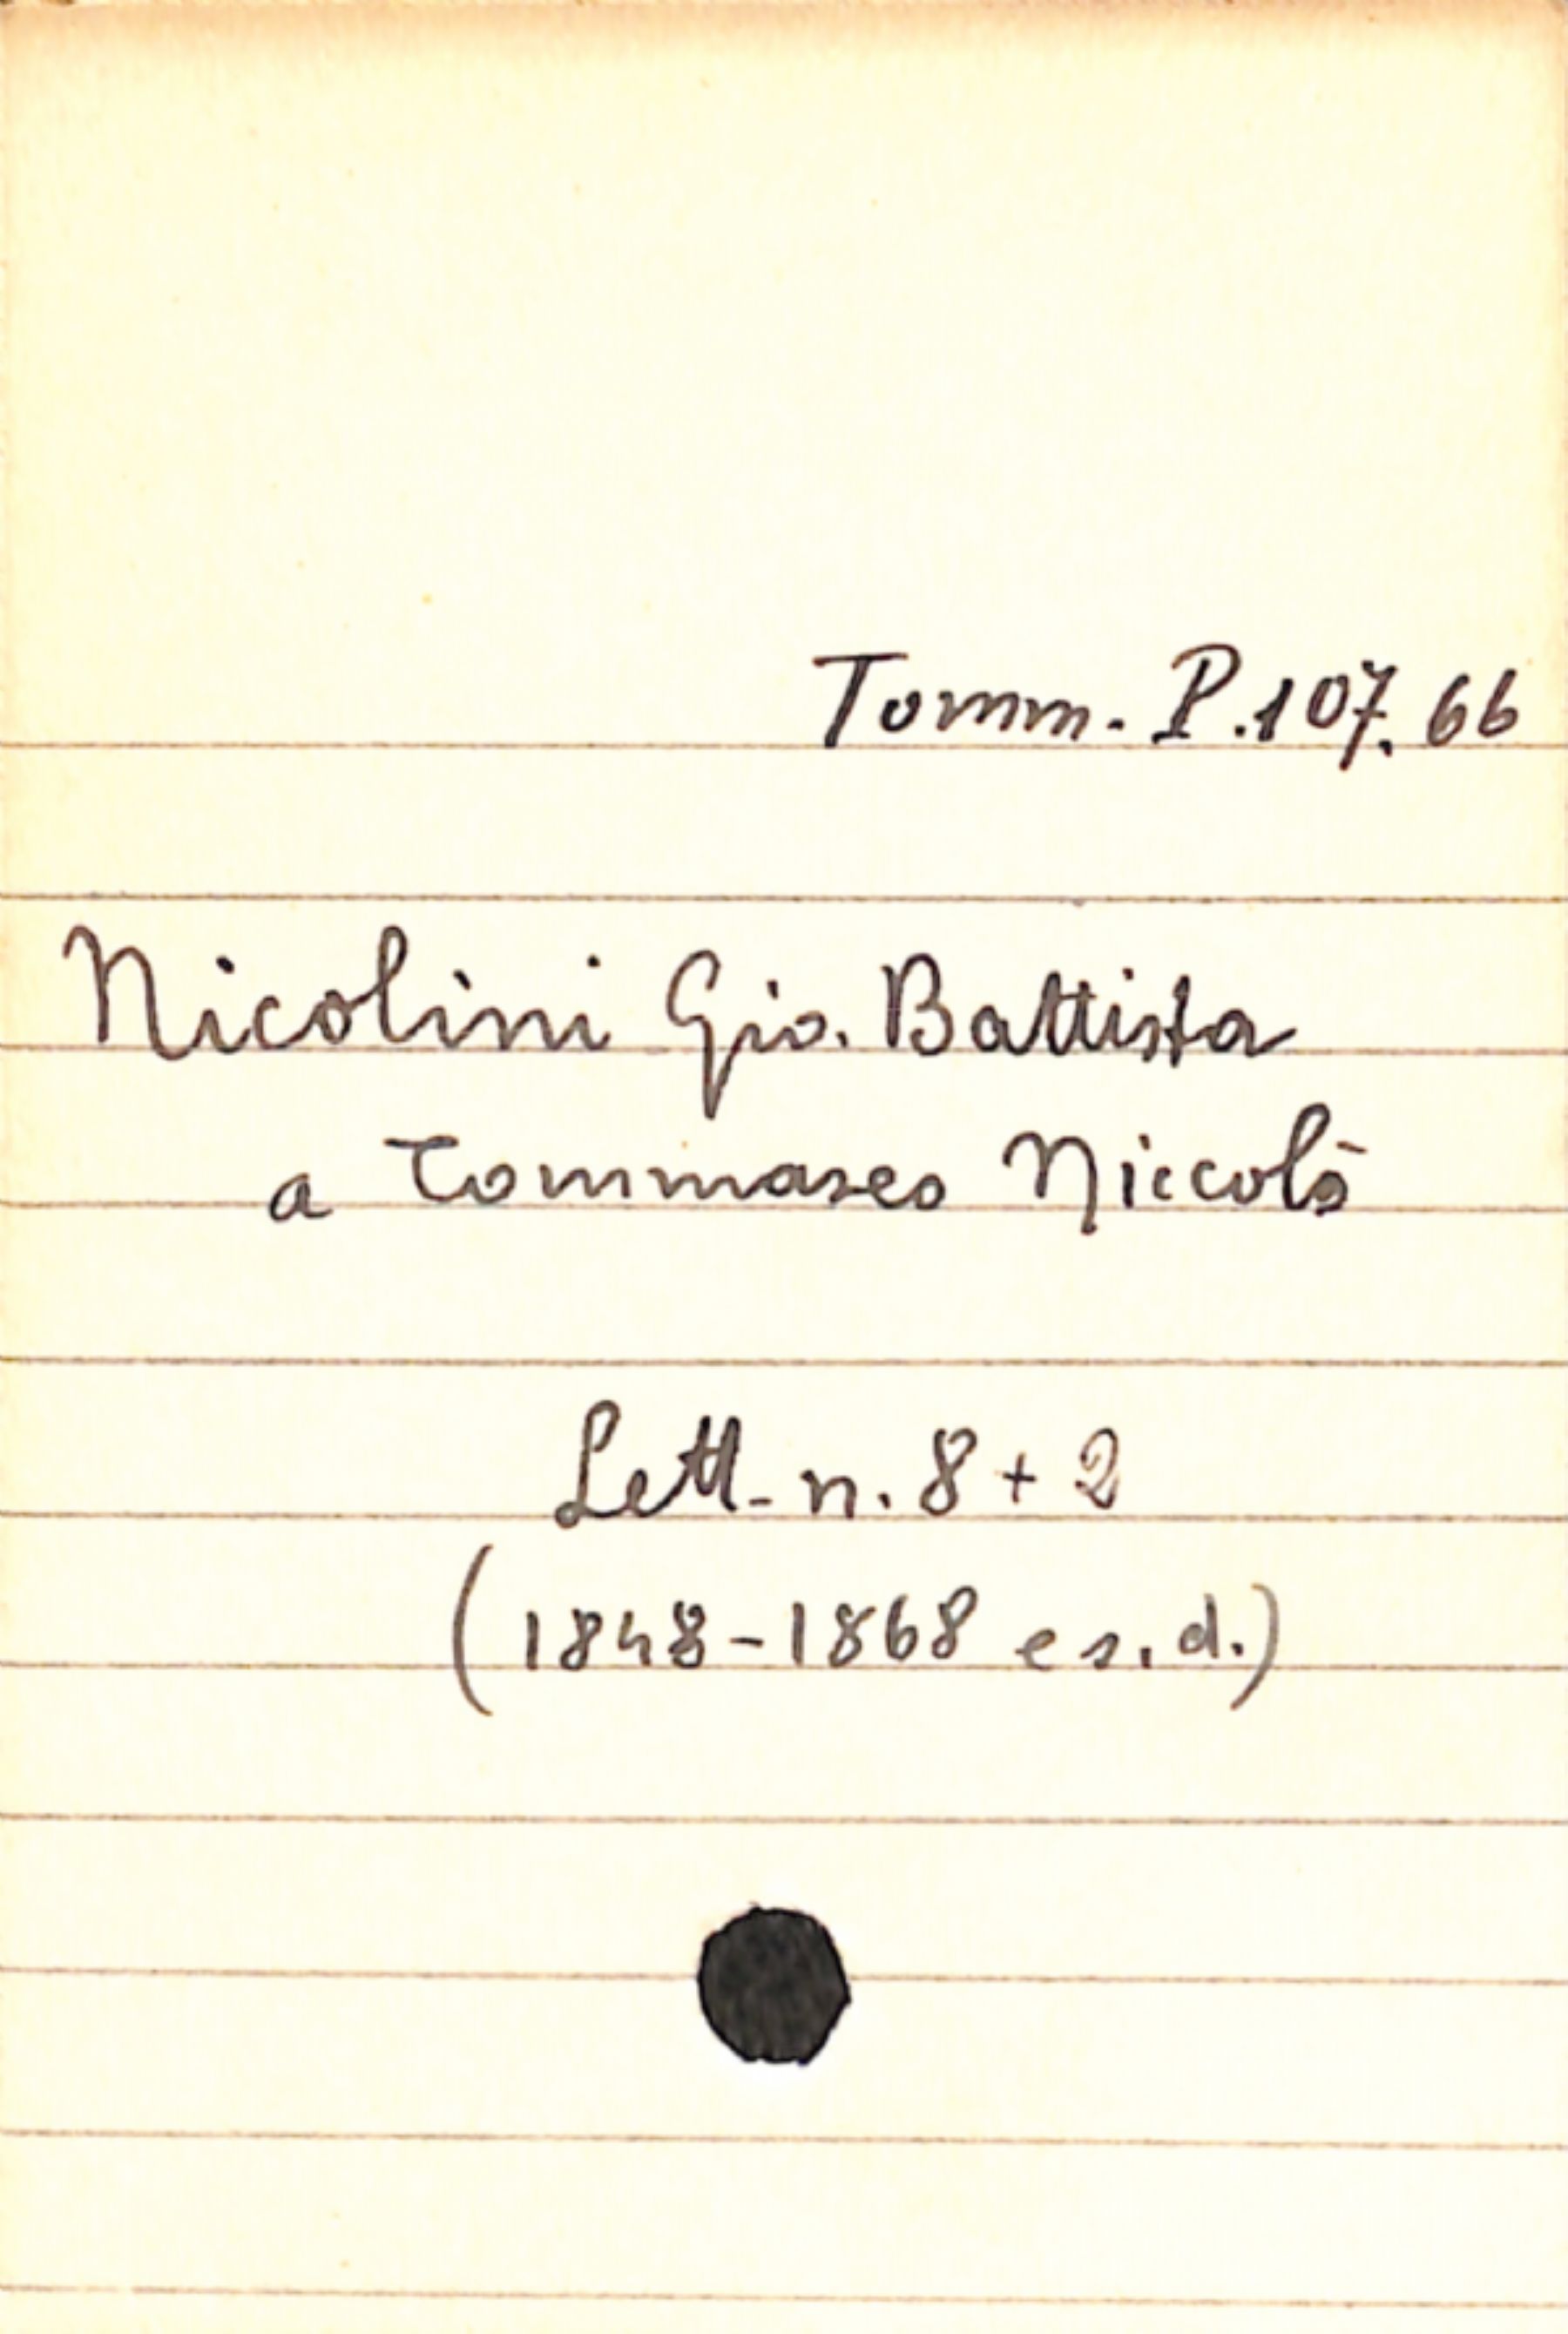 Tomm. P.107.66
Nicolini Gio. Battista
a Tommaseo Niccolò
Lett. n. 8 + 2
(1848-1868 e s.d.)